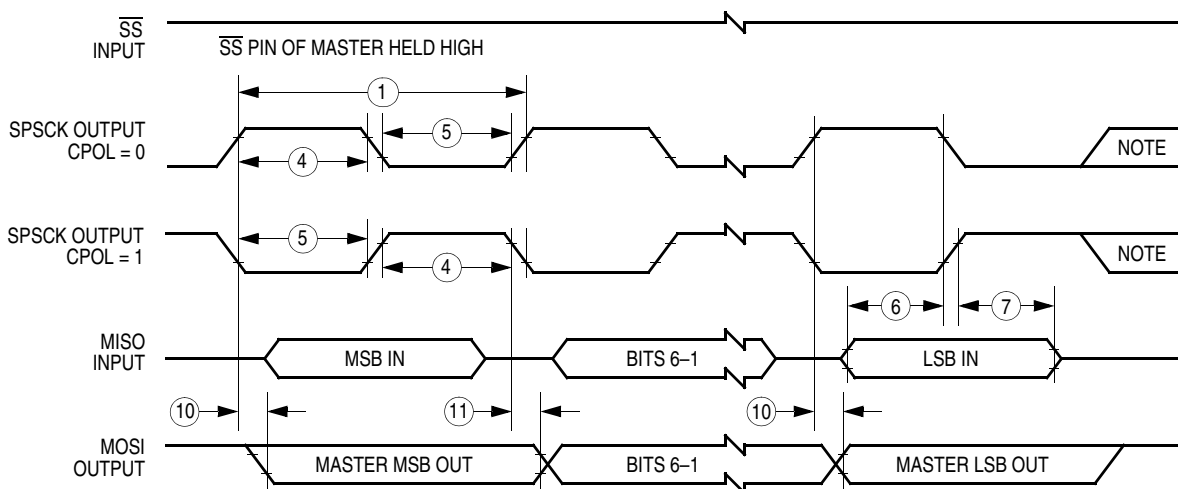 S̅S̅
INPUT
S̅S̅ PIN OF MASTER HELD HIGH
1
SPSCK OUTPUT
CPOL = 0
5
4
NOTE
SPSCK OUTPUT
CPOL = 1
5
4
NOTE
6
7
MISO
INPUT
MSB IN
BITS 6–1
LSB IN
10
11
10
MOSI
OUTPUT
MASTER MSB OUT
BITS 6–1
MASTER LSB OUT